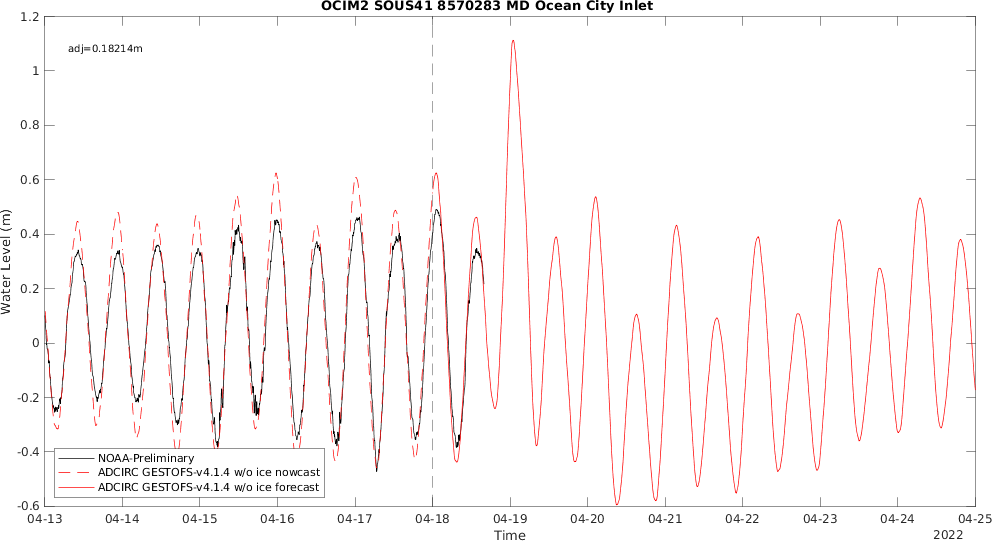 OCIM2 SOUS41 8570283 MD Ocean City Inlet
adj=0.18214m
1.2
1
0.8
0.6
0.4
0.2
0
-0.2
-0.4
-0.6
Water Level (m)
NOAA-Preliminary
ADCIRC GESTOFS-v4.1.4 w/o ice nowcast
ADCIRC GESTOFS-v4.1.4 w/o ice forecast
04-13 04-14 04-15 04-16 04-17 04-18 04-19 04-20 04-21 04-22 04-23 04-24 04-25
Time
2022